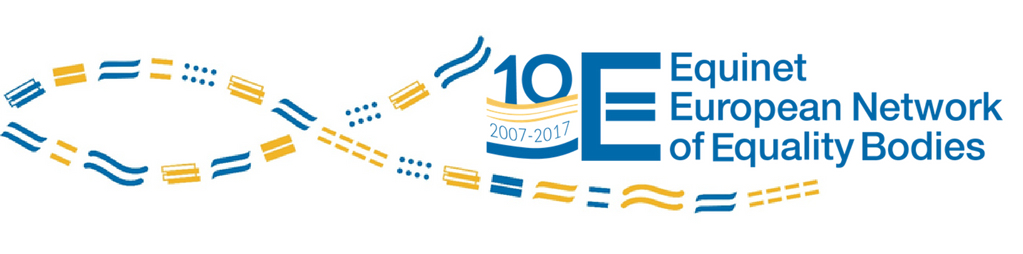 10
2007-2017
E
Equinet
European Network
of Equality Bodies